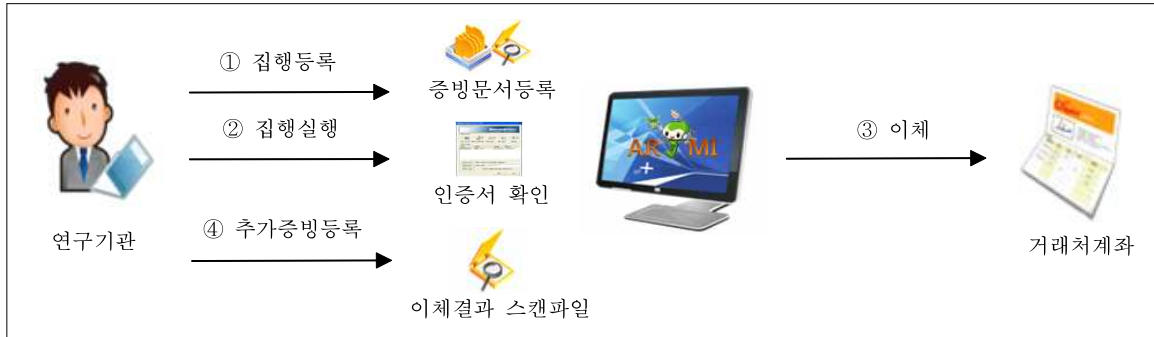 ① 집행등록
증빙문서등록
② 집행실행
인증서 확인
AR MI
+
③ 이체
연구기관
④ 추가증빙등록
이체결과 스캔파일
거래처계좌